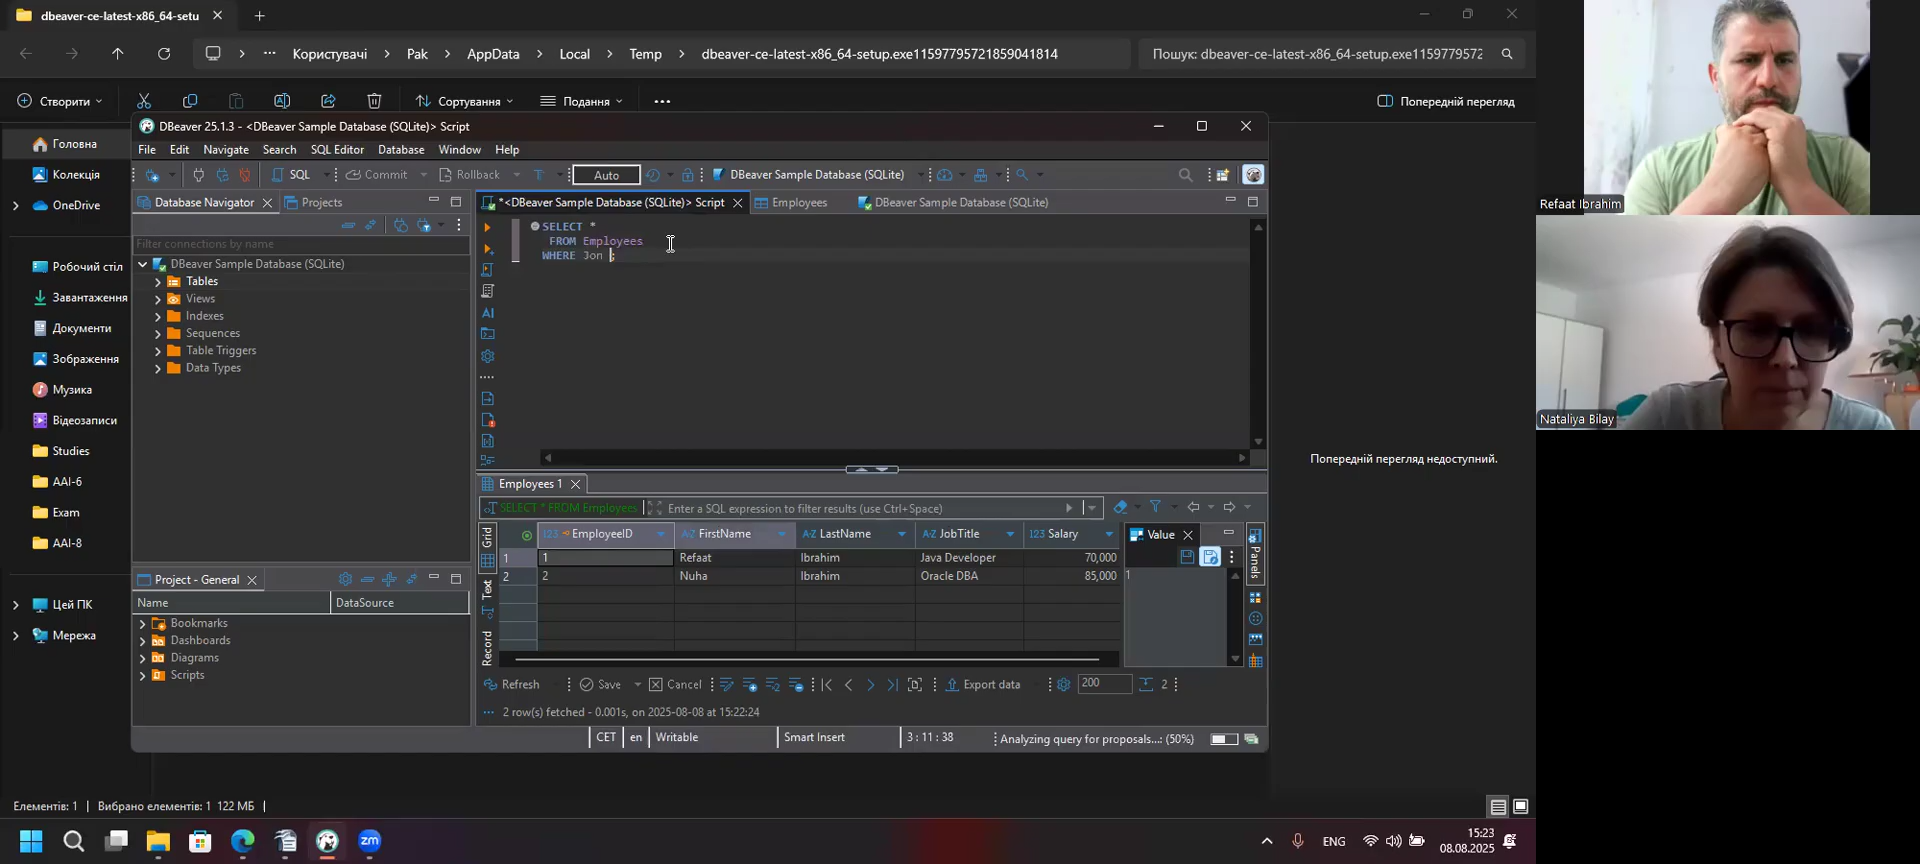 dbeaver-ce-latest-x86_64-setu
Користувачі
Pak
AppData
Local
Temp
dbeaver-ce-latest-x86_64-setup.exe11597795721859041814
Пошук: dbeaver-ce-latest-x86_64-setup.exe1159779572
Створити
Сортування
Подання
Попередній перегляд
Головна
Колекція
OneDrive
Робочий стіл
Завантаження
Документи
Зображення
Музика
Відеозаписи
Studies
AAI-6
Exam
AAI-8
Цей ПК
Мережа
DBeaver 25.1.3 - <DBeaver Sample Database (SQLite)> Script
File Edit Navigate Search SQL Editor Database Window Help
SQL Commit Rollback T Auto DBeaver Sample Database (SQLite)
Database Navigator Projects
Filter connections by name
DBeaver Sample Database (SQLite)
Tables
Views
Indexes
Sequences
Table Triggers
Data Types
Project - General
Name DataSource
Bookmarks
Dashboards
Diagrams
Scripts
*<DBeaver Sample Database (SQLite)> Script Employees DBeaver Sample Database (SQLite)
SELECT *
FROM Employees
WHERE Jon ;
AI
Employees 1
SELECT * FROM Employees Enter a SQL expression to filter results (use Ctrl+Space)
Grid
Text
Record
123 EmployeeID A-Z FirstName A-Z LastName A-Z JobTitle 123 Salary
1 1 Refaat Ibrahim Java Developer 70,000
2 2 Nuha Ibrahim Oracle DBA 85,000
Value
1
Panels
Refresh Save Cancel Export data 200 2
2 row(s) fetched - 0.001s, on 2025-08-08 at 15:22:24
CET en Writable Smart Insert 3 : 11 : 38 Analyzing query for proposals...: (50%)
Попередній перегляд недоступний.
Елементів: 1 Вибрано елементів: 1 122 МБ
zm
ENG
15:23
08.08.2025
Refaat Ibrahim
Nataliya Bilay